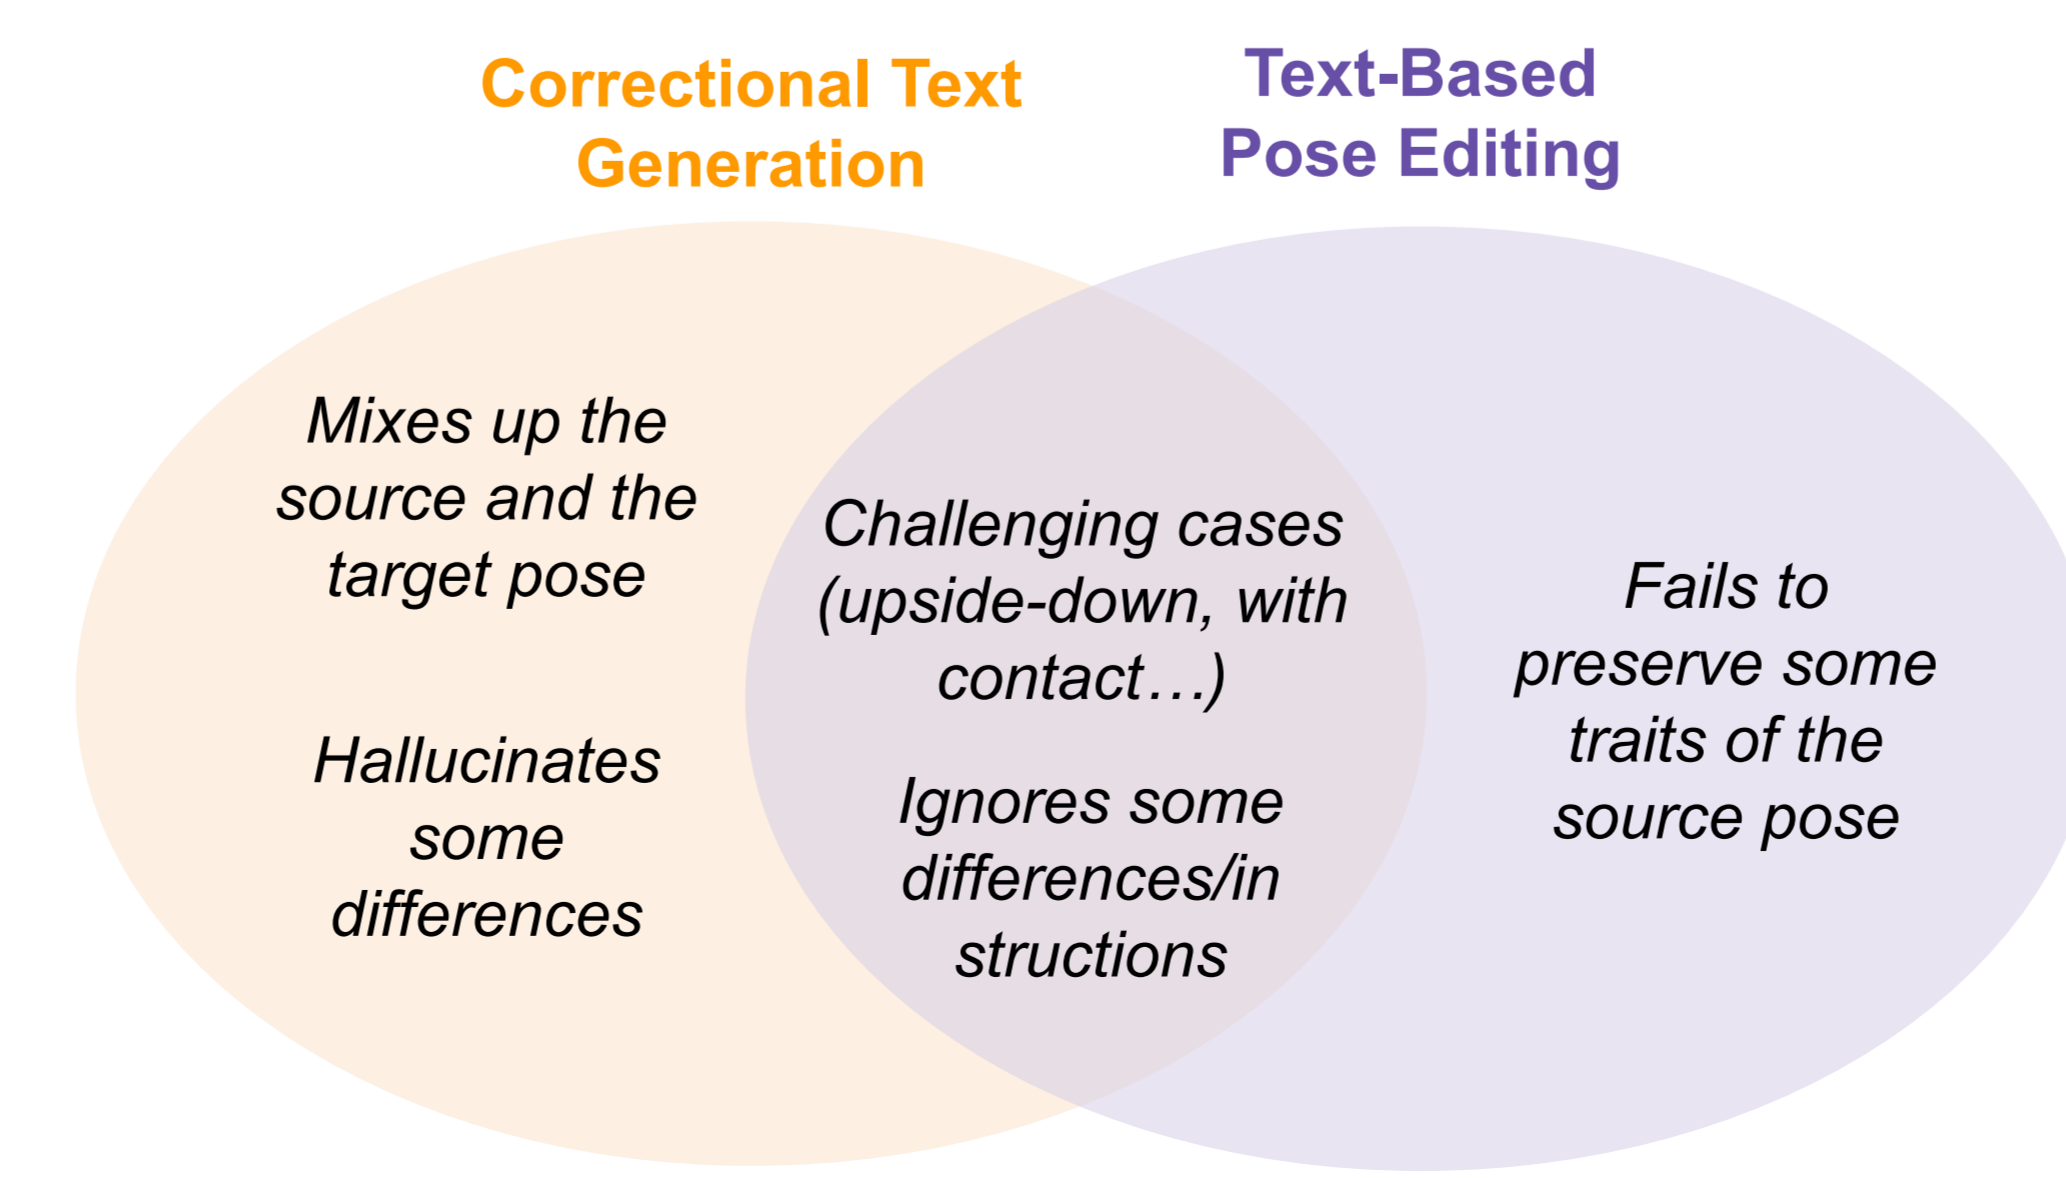 Correctional Text
Generation
Text-Based
Pose Editing
Mixes up the
source and the
target pose
Hallucinates
some
differences
Challenging cases
(upside-down, with
contact…)
Ignores some
differences/in
structions
Fails to
preserve some
traits of the
source pose